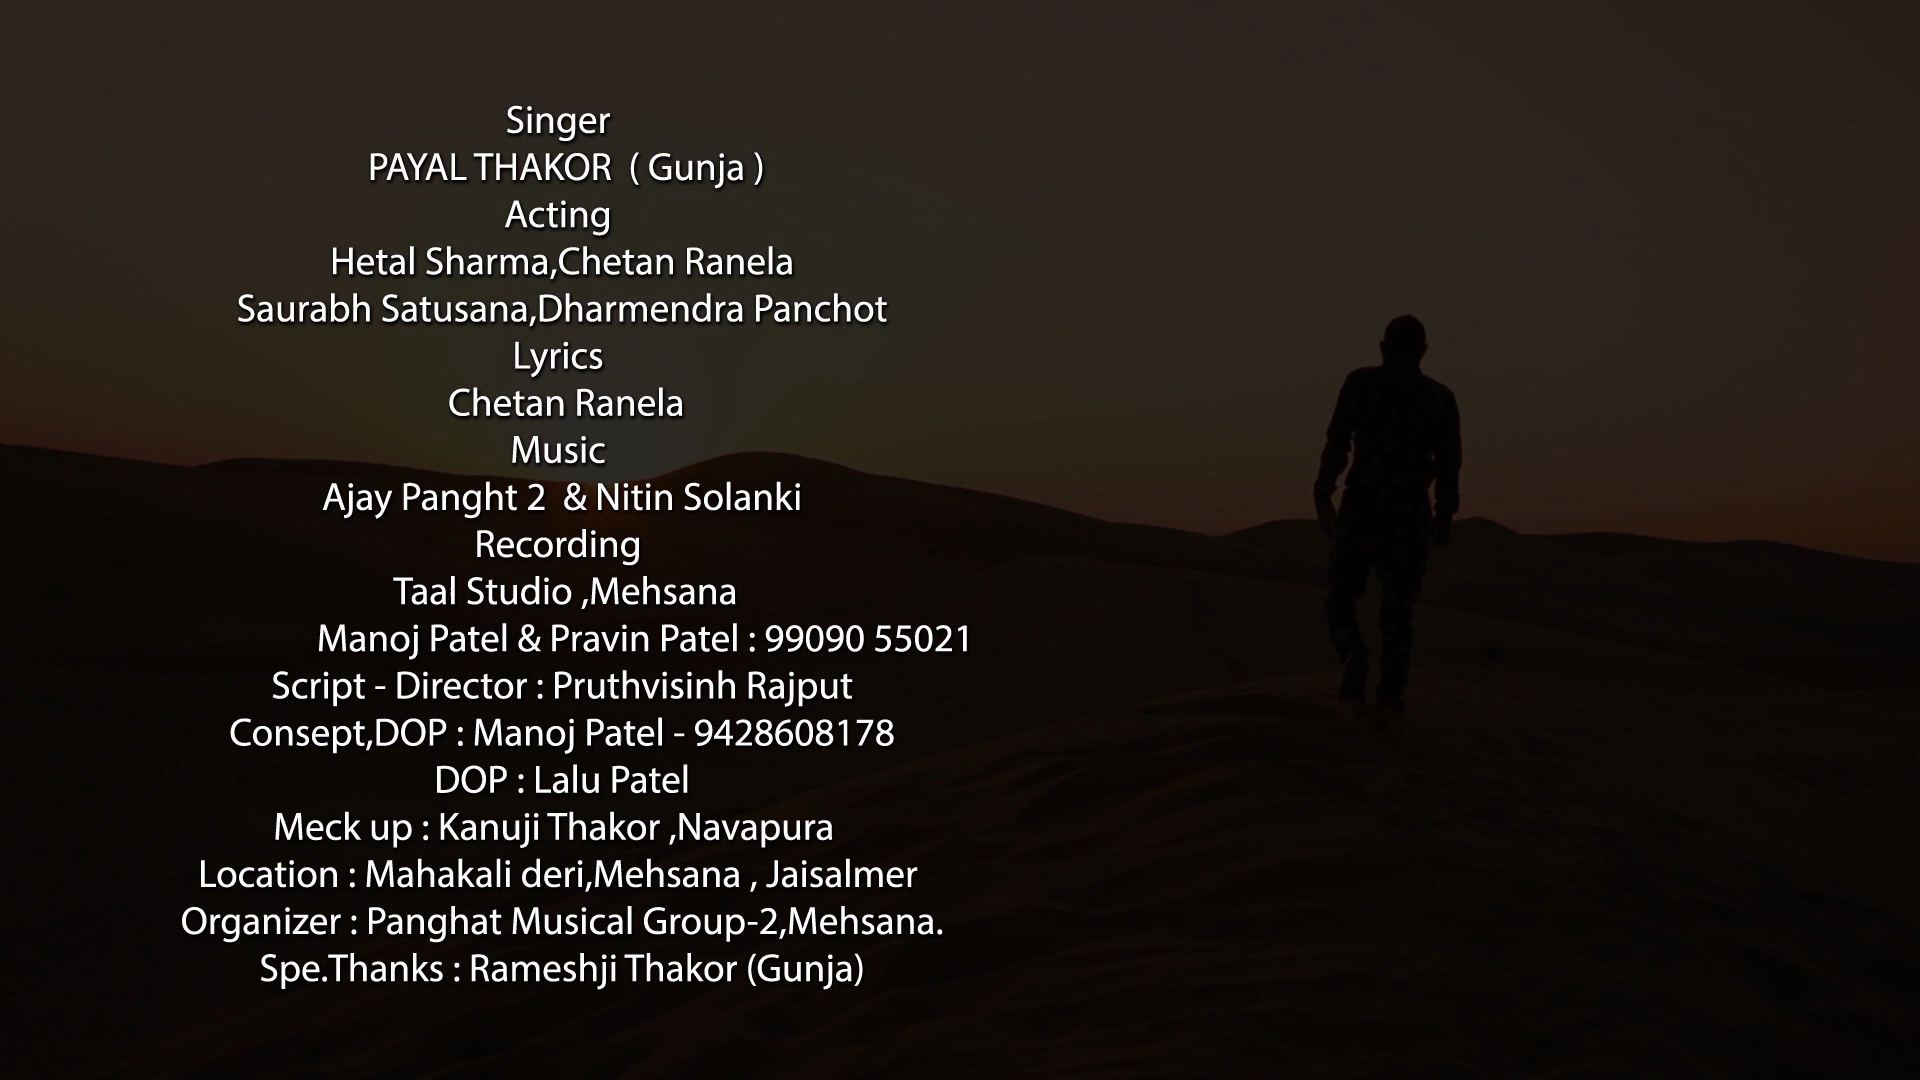 Singer
PAYAL THAKOR ( Gunja )
Acting
Hetal Sharma,Chetan Ranela
Saurabh Satusana,Dharmendra Panchot
Lyrics
Chetan Ranela
Music
Ajay Panght 2 & Nitin Solanki
Recording
Taal Studio ,Mehsana
Manoj Patel & Pravin Patel : 99090 55021
Script - Director : Pruthvisinh Rajput
Consept,DOP : Manoj Patel - 9428608178
DOP : Lalu Patel
Meck up : Kanuji Thakor ,Navapura
Location : Mahakali deri,Mehsana , Jaisalmer
Organizer : Panghat Musical Group-2,Mehsana.
Spe.Thanks : Rameshji Thakor (Gunja)